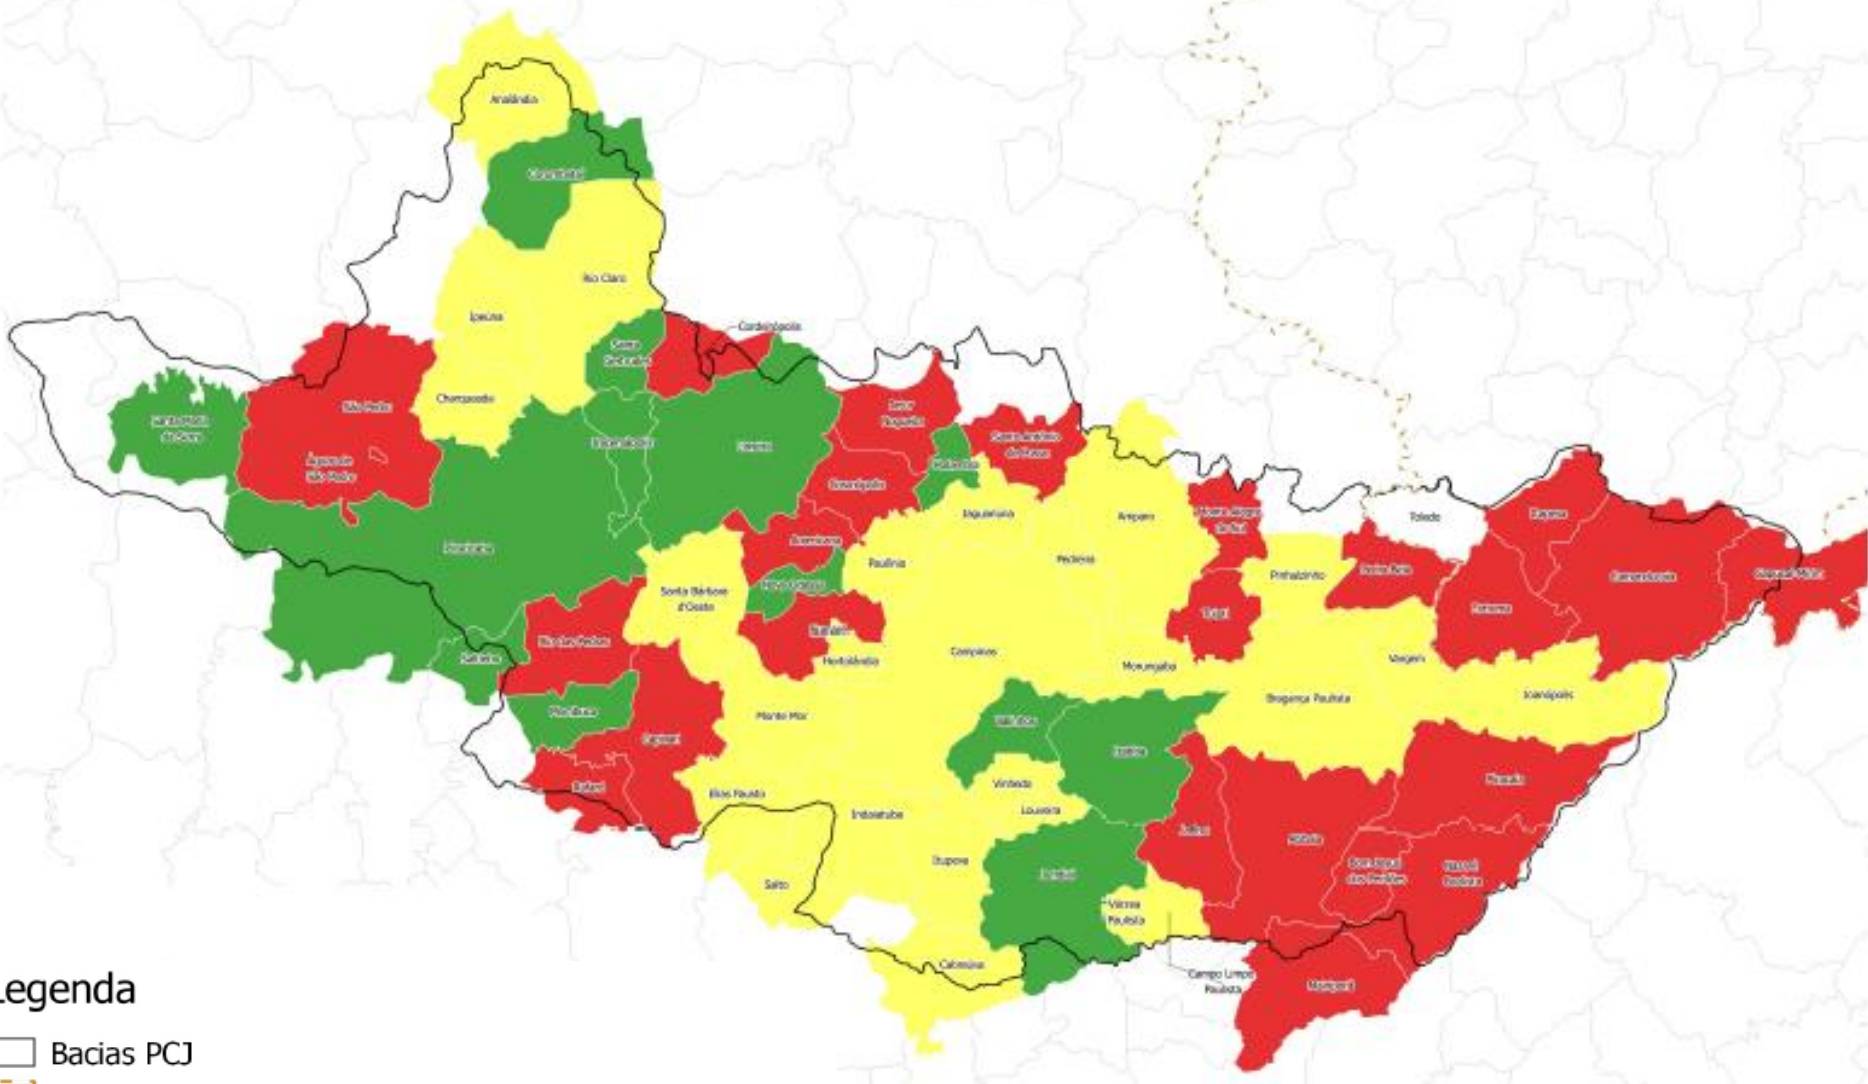 Analândia
Corumbataí
Rio Claro
Ipeúna
Cordeirópolis
Santa
Gertrudes
Charqueada
São Pedro
Santa Maria
da Serra
Águas de
São Pedro
Iracemápolis
Limeira
Artur
Nogueira
Santo Antônio
de Posse
Holambra
Cosmópolis
Jaguariúna
Amparo
Monte Alegre
do Sul
Toledo
Itapeva
Piracicaba
Americana
Paulínia
Pedreira
Pinhalzinho
Pedra Bela
Camanducaia
Sapucaí-Mirim
Nova Odessa
Santa Bárbara
d'Oeste
Extrema
Tuiuti
Rio das Pedras
Sumaré
Hortolândia
Campinas
Morungaba
Vargem
Saltinho
Bragança Paulista
Joanópolis
Mombuca
Monte Mor
Valinhos
Itatiba
Capivari
Rafard
Elias Fausto
Vinhedo
Louveira
Piracaia
Indaiatuba
Jarinu
Atibaia
Itupeva
Bom Jesus
dos Perdões
Nazaré
Paulista
Salto
Jundiaí
Várzea
Paulista
Cabreúva
Campo Limpo
Paulista
Mairiporã
Legenda
Bacias PCJ